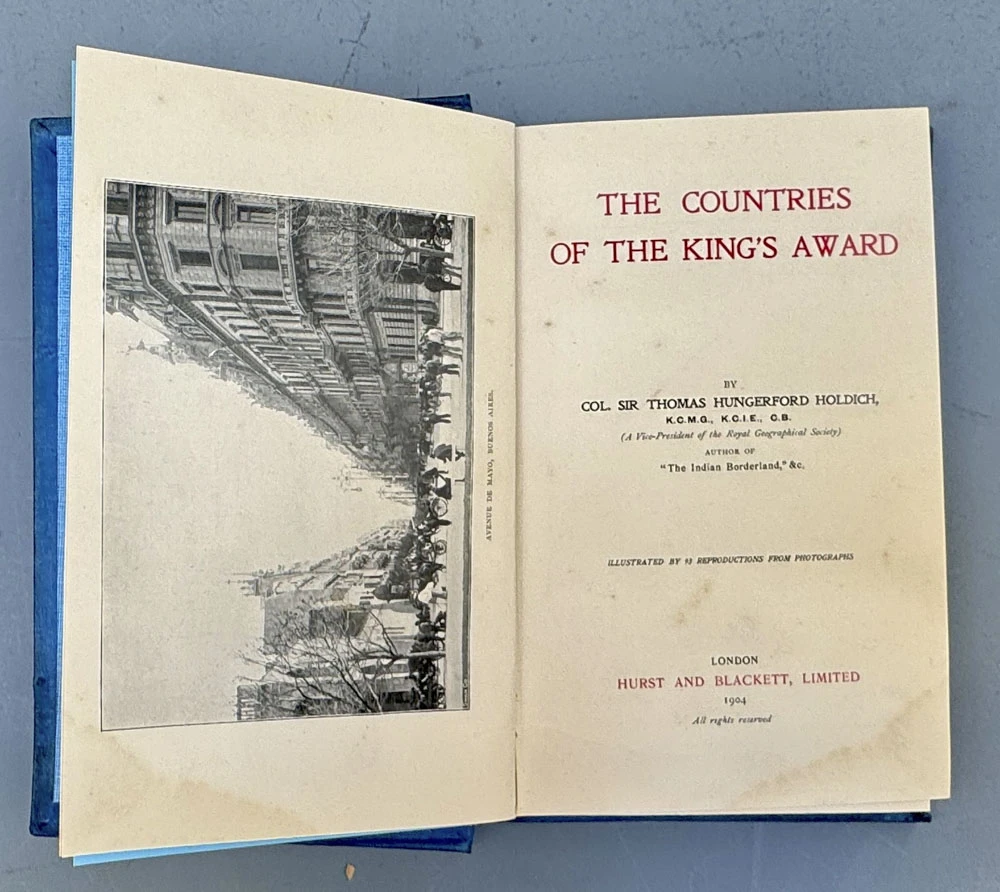 AVENUE DE MAYO, BUENOS AIRES.
THE COUNTRIES
OF THE KING'S AWARD
BY
COL. SIR THOMAS HUNGERFORD HOLDICH,
K.C.M.G., K.C.I.E., C.B.
(A Vice-President of the Royal Geographical Society)
AUTHOR OF
"The Indian Borderland," &c.
ILLUSTRATED BY 93 REPRODUCTIONS FROM PHOTOGRAPHS
LONDON
HURST AND BLACKETT, LIMITED
1904
All rights reserved